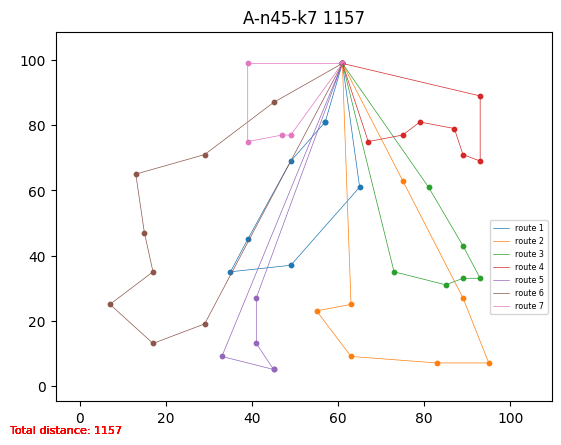 A-n45-k7 1157
100
80
60
40
20
0
route 1
route 2
route 3
route 4
route 5
route 6
route 7
0 20 40 60 80 100
Total distance: 1157